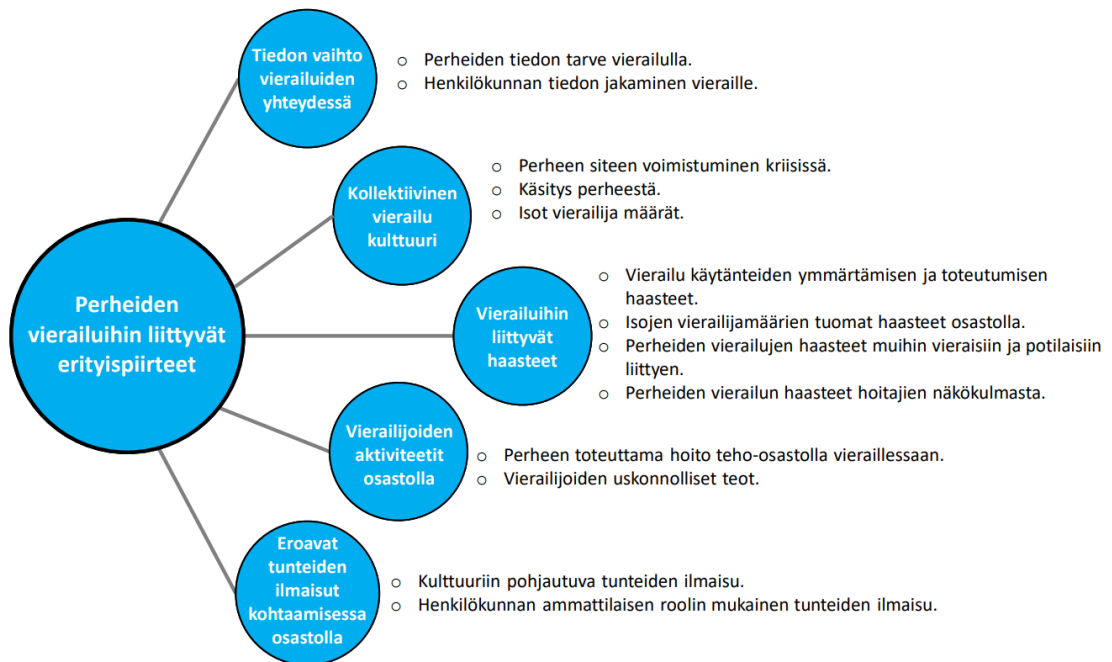 Tiedon vaihto
vierailuiden
yhteydessä
o Perheiden tiedon tarve vierailulla.
o Henkilökunnan tiedon jakaminen vieraille.
Kollektiivinen
vierailu
kulttuuri
o Perheen siteen voimistuminen kriisissä.
o Käsitys perheestä.
o Isot vierailija määrät.
Perheiden
vierailuihin liittyvät
erityispiirteet
Vierailuihin
liittyvät
haasteet
o Vierailu käytänteiden ymmärtämisen ja toteutumisen
haasteet.
o Isojen vierailijamäärien tuomat haasteet osastolla.
o Perheiden vierailujen haasteet muihin vieraisiin ja potilaisiin
liittyen.
o Perheiden vierailun haasteet hoitajien näkökulmasta.
Vierailijoiden
aktiviteetit
osastolla
o Perheen toteuttama hoito teho-osastolla vieraillessaan.
o Vierailijoiden uskonnolliset teot.
Eroavat
tunteiden
ilmaisut
kohtaamisessa
osastolla
o Kulttuuriin pohjautuva tunteiden ilmaisu.
o Henkilökunnan ammattilaisen roolin mukainen tunteiden ilmaisu.